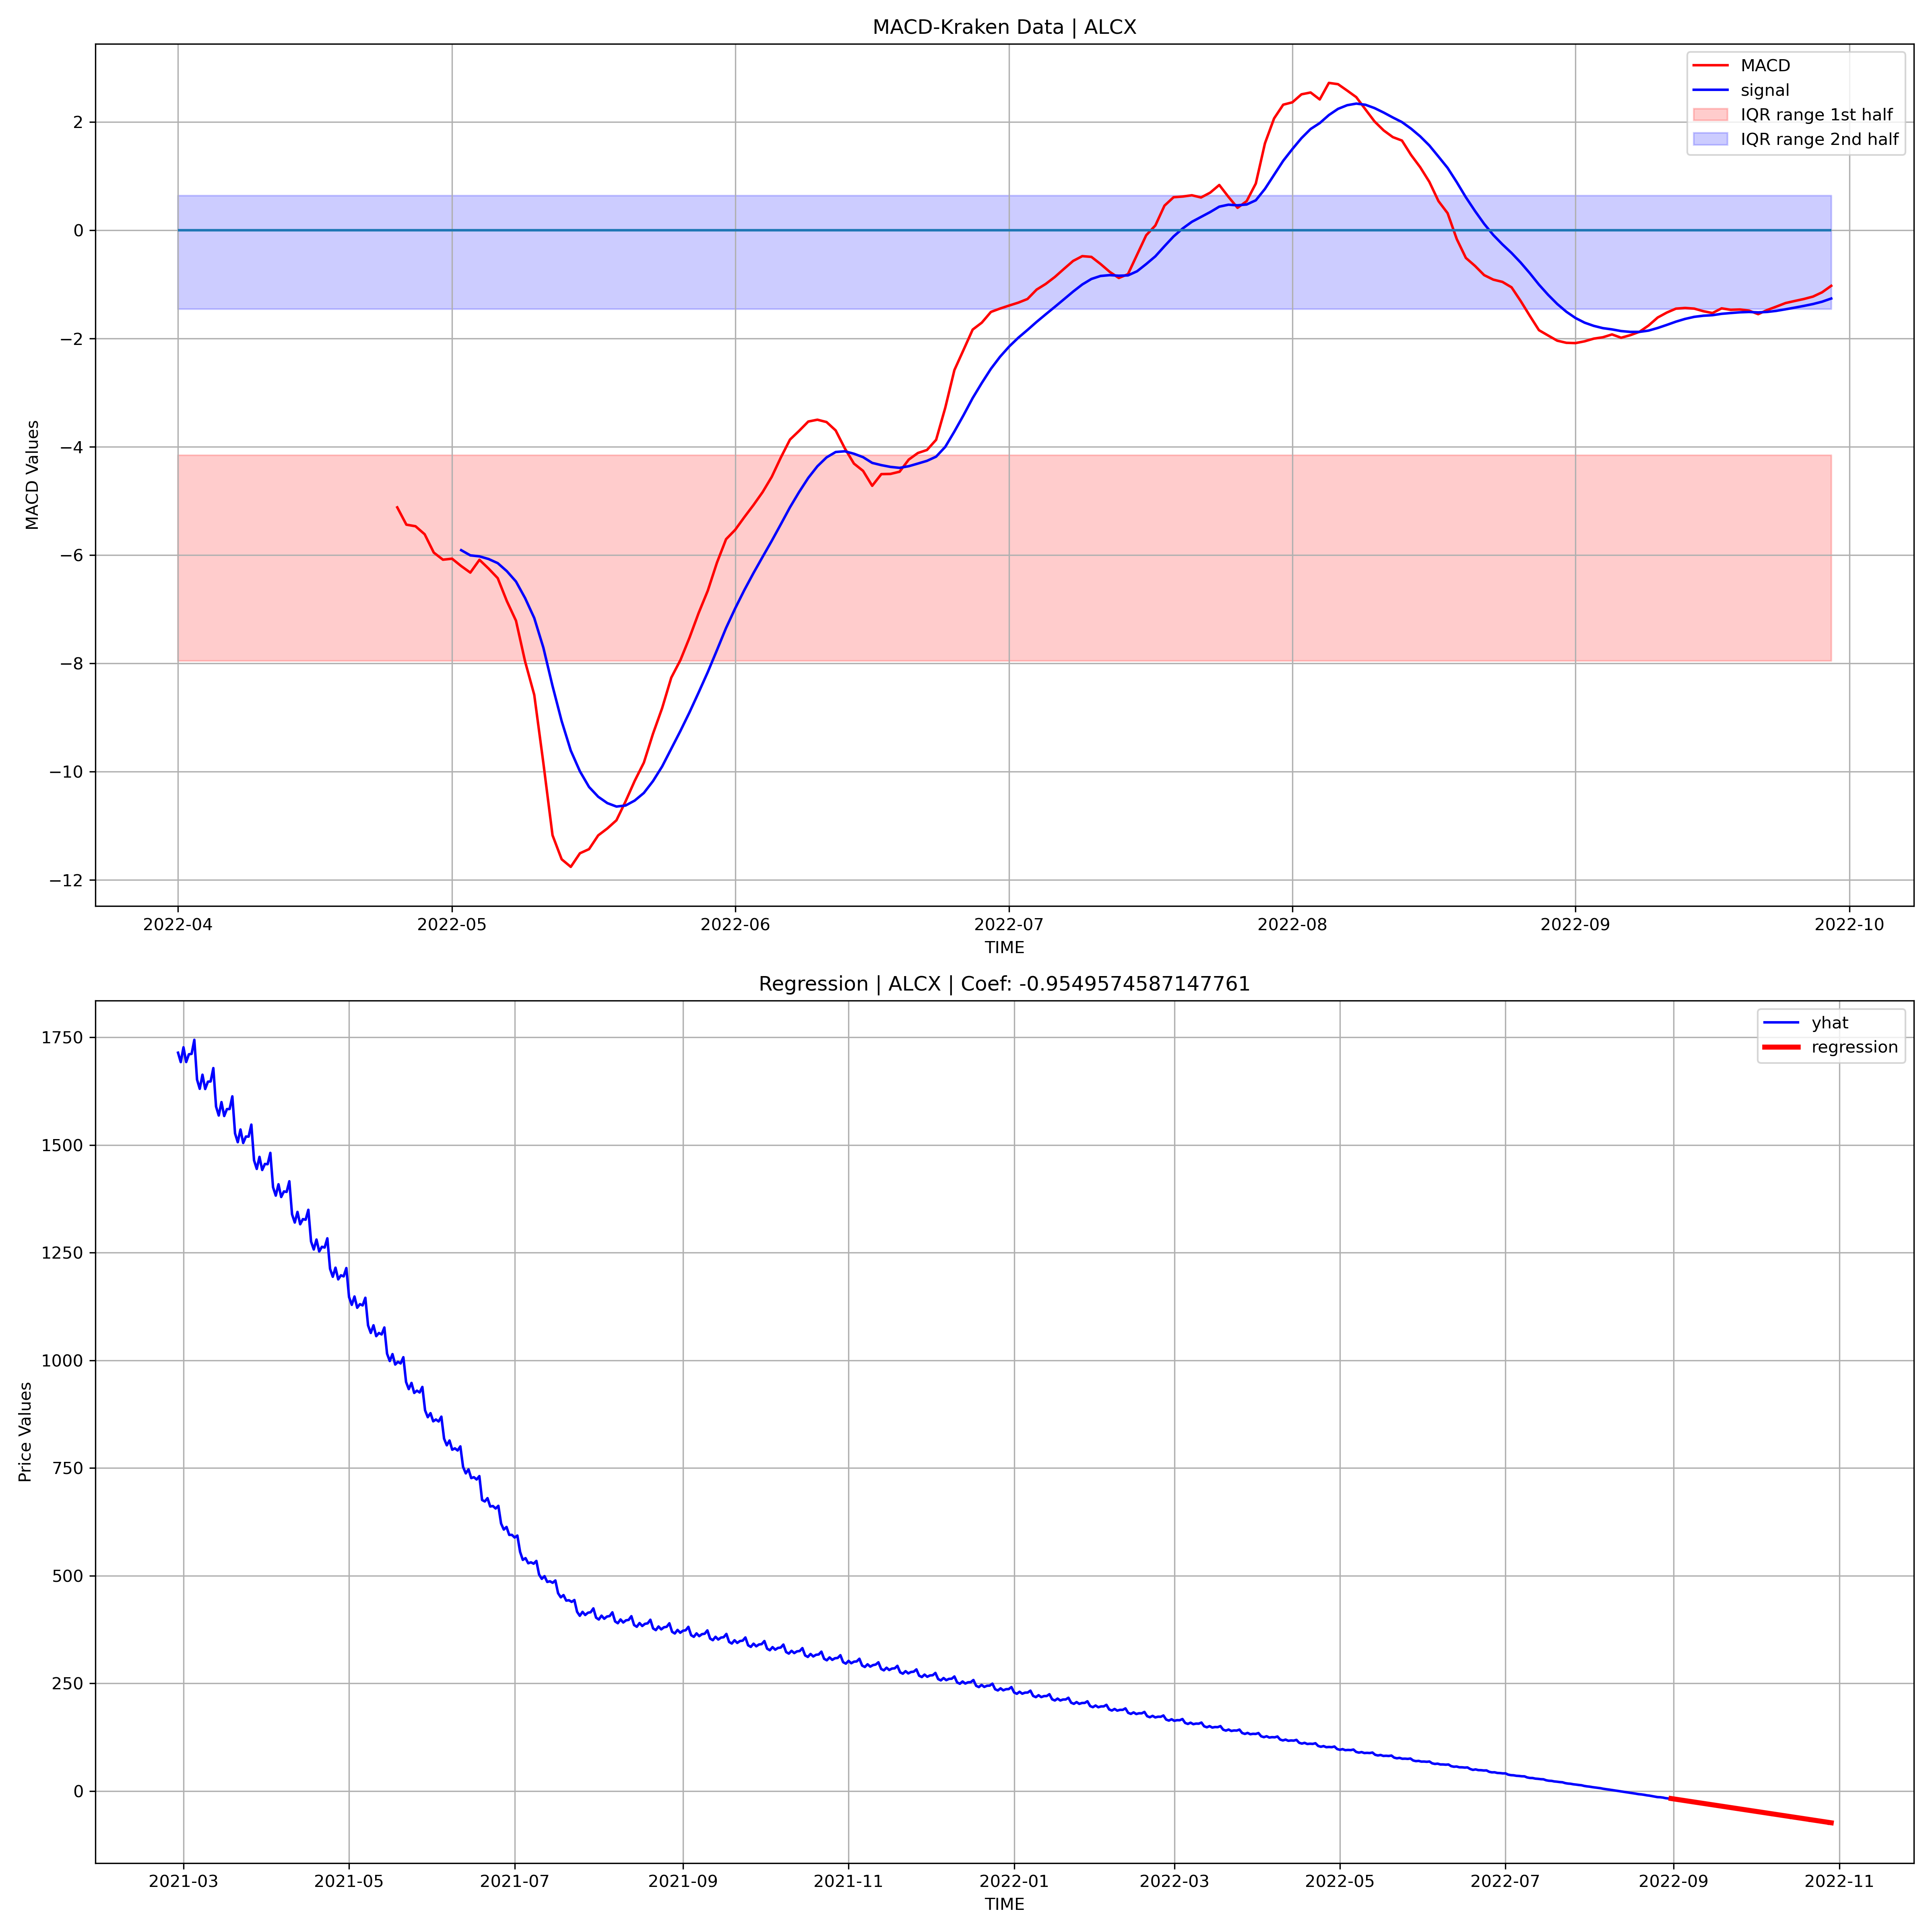 MACD-Kraken Data | ALCX
MACD
signal
IQR range 1st half
IQR range 2nd half
MACD Values
2
0
−2
−4
−6
−8
−10
−12
2022-04 2022-05 2022-06 2022-07 2022-08 2022-09 2022-10
TIME
Regression | ALCX | Coef: -0.9549574587147761
yhat
regression
Price Values
1750
1500
1250
1000
750
500
250
0
2021-03 2021-05 2021-07 2021-09 2021-11 2022-01 2022-03 2022-05 2022-07 2022-09 2022-11
TIME